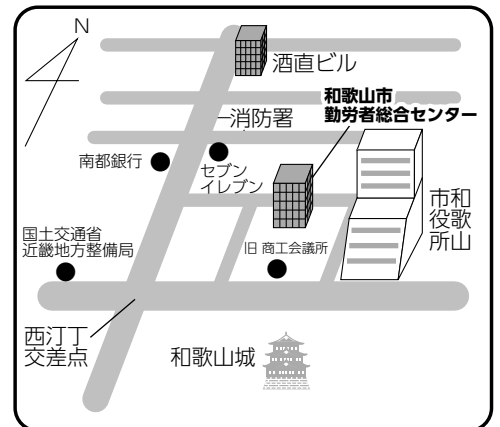 N
酒直ビル
和歌山市
勤労者総合センター
消防署
南都銀行
セブン
イレブン
和歌山
市役所
国土交通省
近畿地方整備局
旧 商工会議所
西汀丁
交差点
和歌山城